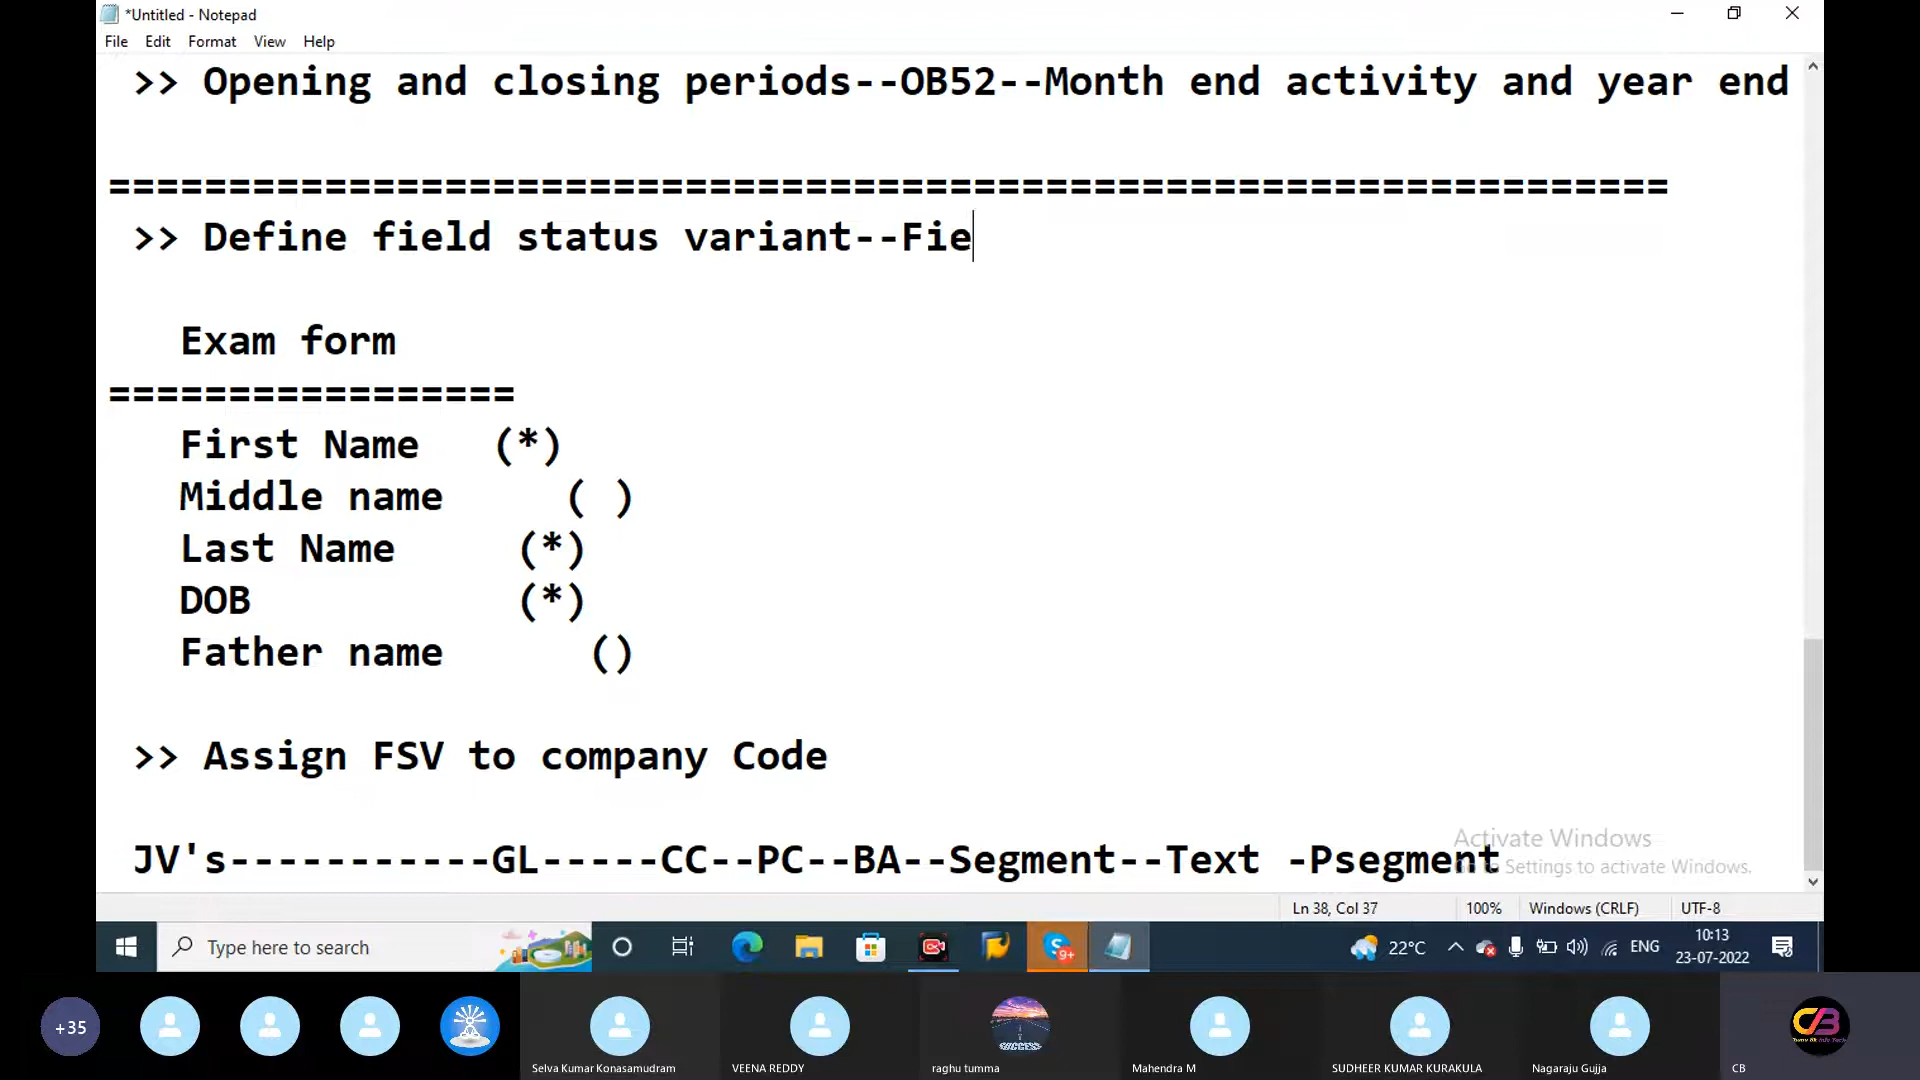 *Untitled - Notepad
File Edit Format View Help
>> Opening and closing periods--OB52--Month end activity and year end
=================================================================
>> Define field status variant--Fie
Exam form
=================
First Name (*)
Middle name ( )
Last Name (*)
DOB (*)
Father name ()
>> Assign FSV to company Code
JV's-----------GL-----CC--PC--BA--Segment--Text -Psegment
Activate Windows
Go to Settings to activate Windows.
Ln 38, Col 37 100% Windows (CRLF) UTF-8
Type here to search
9+
22°C ENG 10:13
23-07-2022
+35
SUCCESS
Selva Kumar Konasamudram VEENA REDDY raghu tumma Mahendra M SUDHEER KUMAR KURAKULA Nagaraju Gujja CB